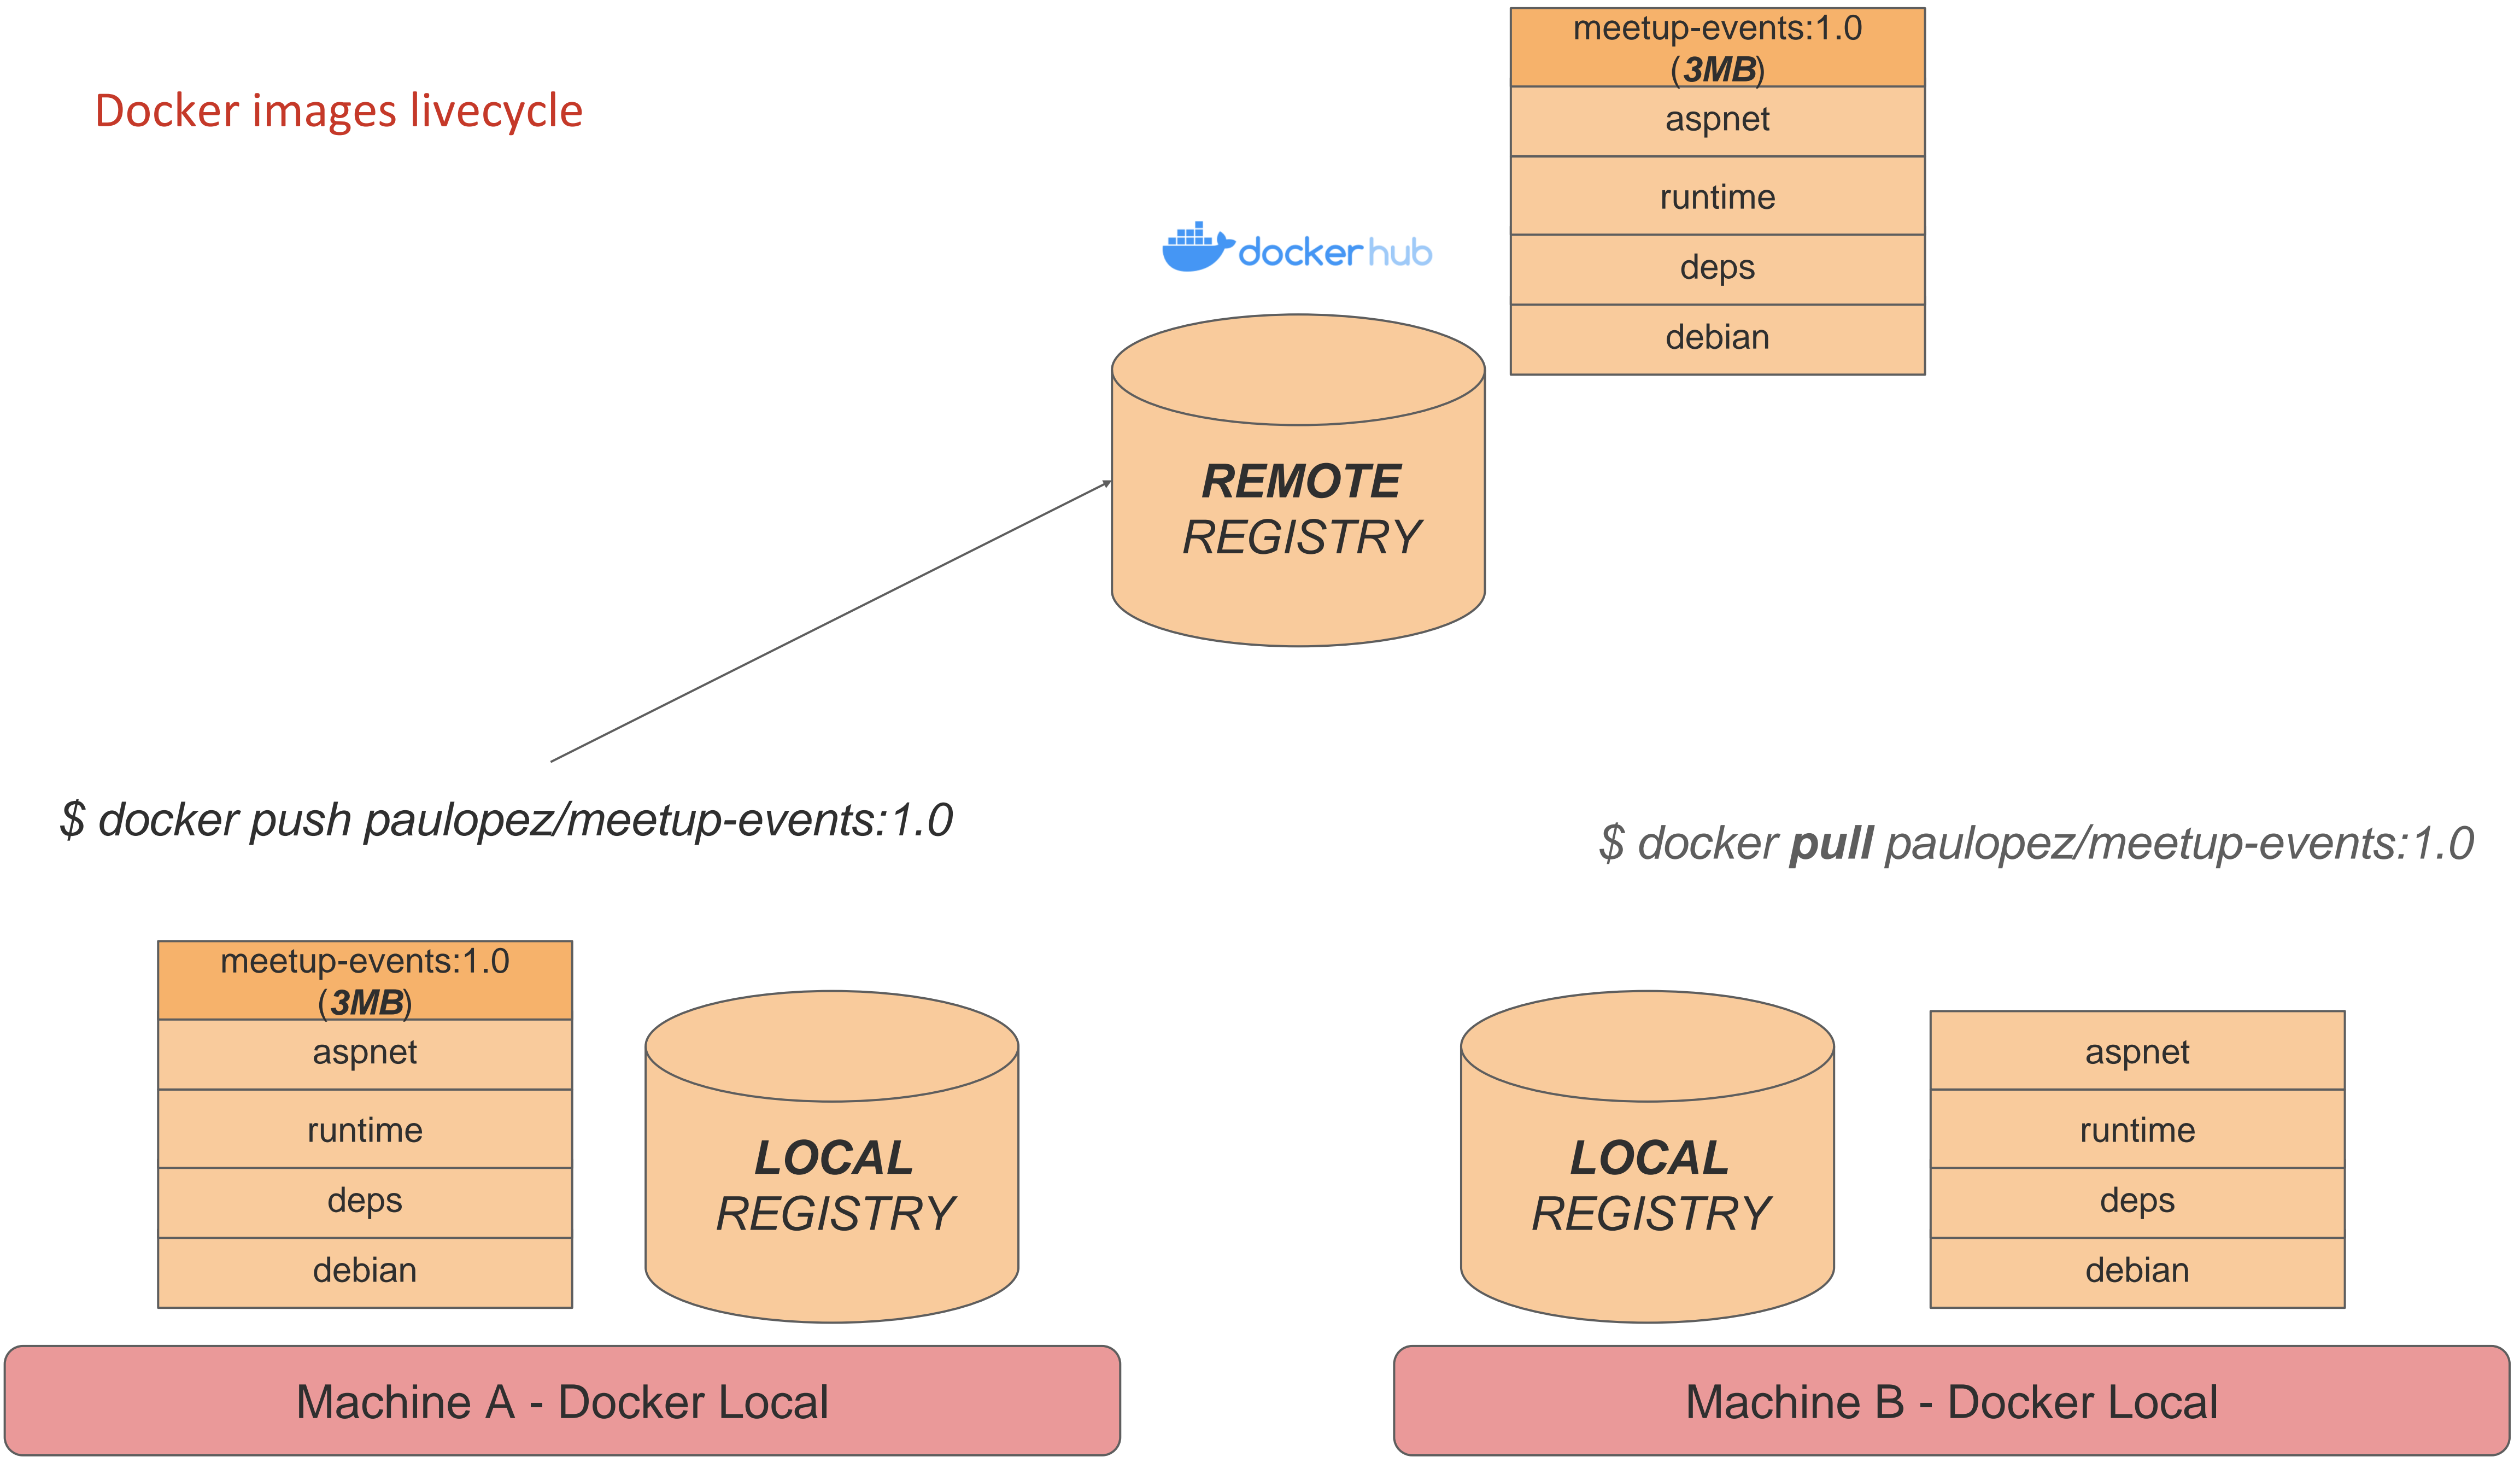 Docker images livecycle
meetup-events:1.0
(3MB)
aspnet
runtime
deps
debian
dockerhub
REMOTE
REGISTRY
$ docker push paulopez/meetup-events:1.0
$ docker pull paulopez/meetup-events:1.0
meetup-events:1.0
(3MB)
aspnet
runtime
deps
debian
LOCAL
REGISTRY
LOCAL
REGISTRY
aspnet
runtime
deps
debian
Machine A - Docker Local
Machine B - Docker Local